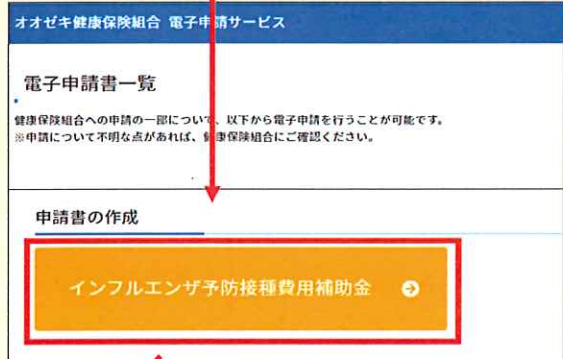 オオゼキ健康保険組合 電子申請サービス
電子申請書一覧
健康保険組合への申請の一部について、以下から電子申請を行うことが可能です。
※申請について不明な点があれば、健康保険組合にご確認ください。
申請書の作成
インフルエンザ予防接種費用補助金